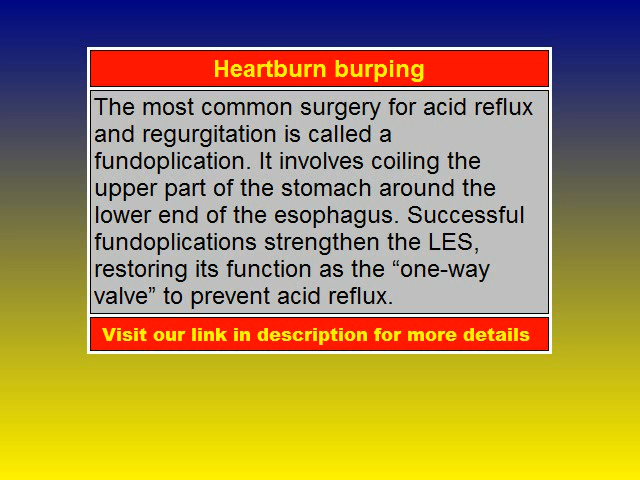 Heartburn burping
The most common surgery for acid reflux
and regurgitation is called a
fundoplication. It involves coiling the
upper part of the stomach around the
lower end of the esophagus. Successful
fundoplications strengthen the LES,
restoring its function as the “one-way
valve” to prevent acid reflux.
Visit our link in description for more details